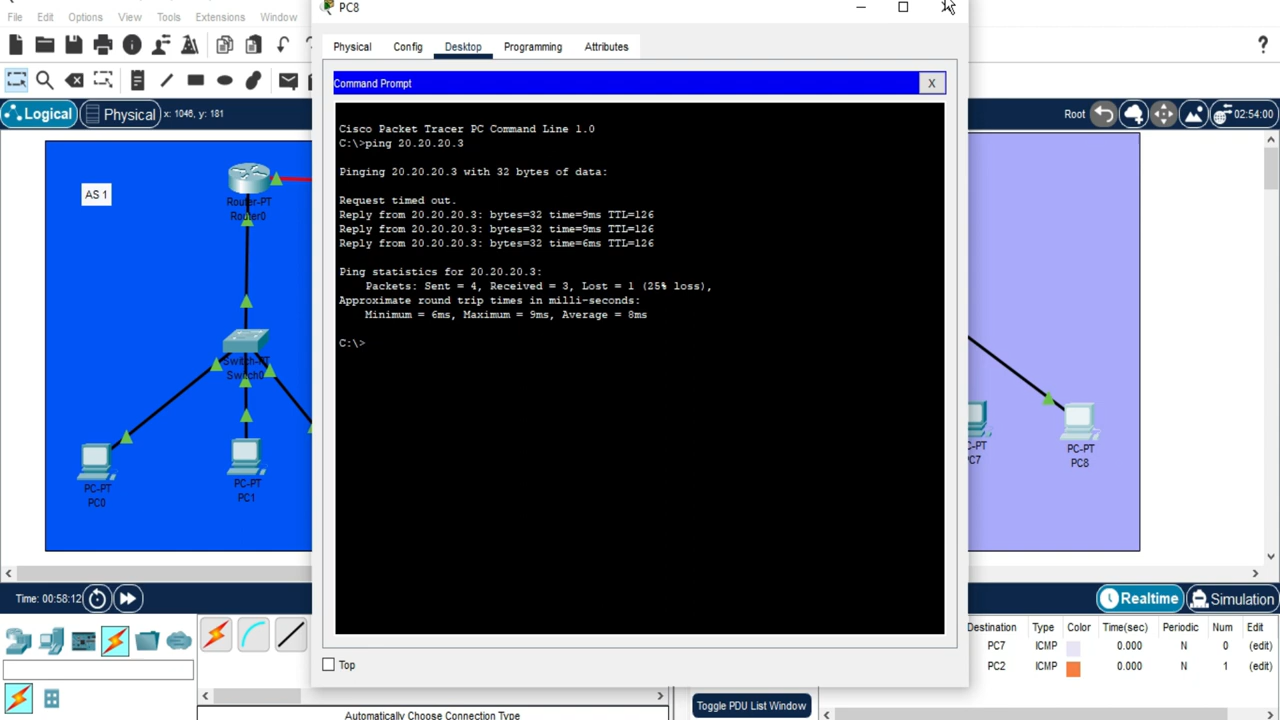 PC8
File Edit Options View Tools Extensions Window
Physical Config Desktop Programming Attributes
?
Command Prompt X
Logical Physical x: 1046, y: 181
Root 02:54:00
Cisco Packet Tracer PC Command Line 1.0
C:\>ping 20.20.20.3
Pinging 20.20.20.3 with 32 bytes of data:
Request timed out.
Reply from 20.20.20.3: bytes=32 time=9ms TTL=126
Reply from 20.20.20.3: bytes=32 time=9ms TTL=126
Reply from 20.20.20.3: bytes=32 time=6ms TTL=126
Ping statistics for 20.20.20.3:
Packets: Sent = 4, Received = 3, Lost = 1 (25% loss),
Approximate round trip times in milli-seconds:
Minimum = 6ms, Maximum = 9ms, Average = 8ms
C:\>
AS 1
Router-PT
Router0
Switch-PT
Switch0
PC-PT
PC0
PC-PT
PC1
C-PT
C7
PC-PT
PC8
Time: 00:58:12
Realtime Simulation
Destination Type Color Time(sec) Periodic Num Edit
PC7 ICMP 0.000 N 0 (edit)
PC2 ICMP 0.000 N 1 (edit)
Top
Toggle PDU List Window
Automatically Choose Connection Type